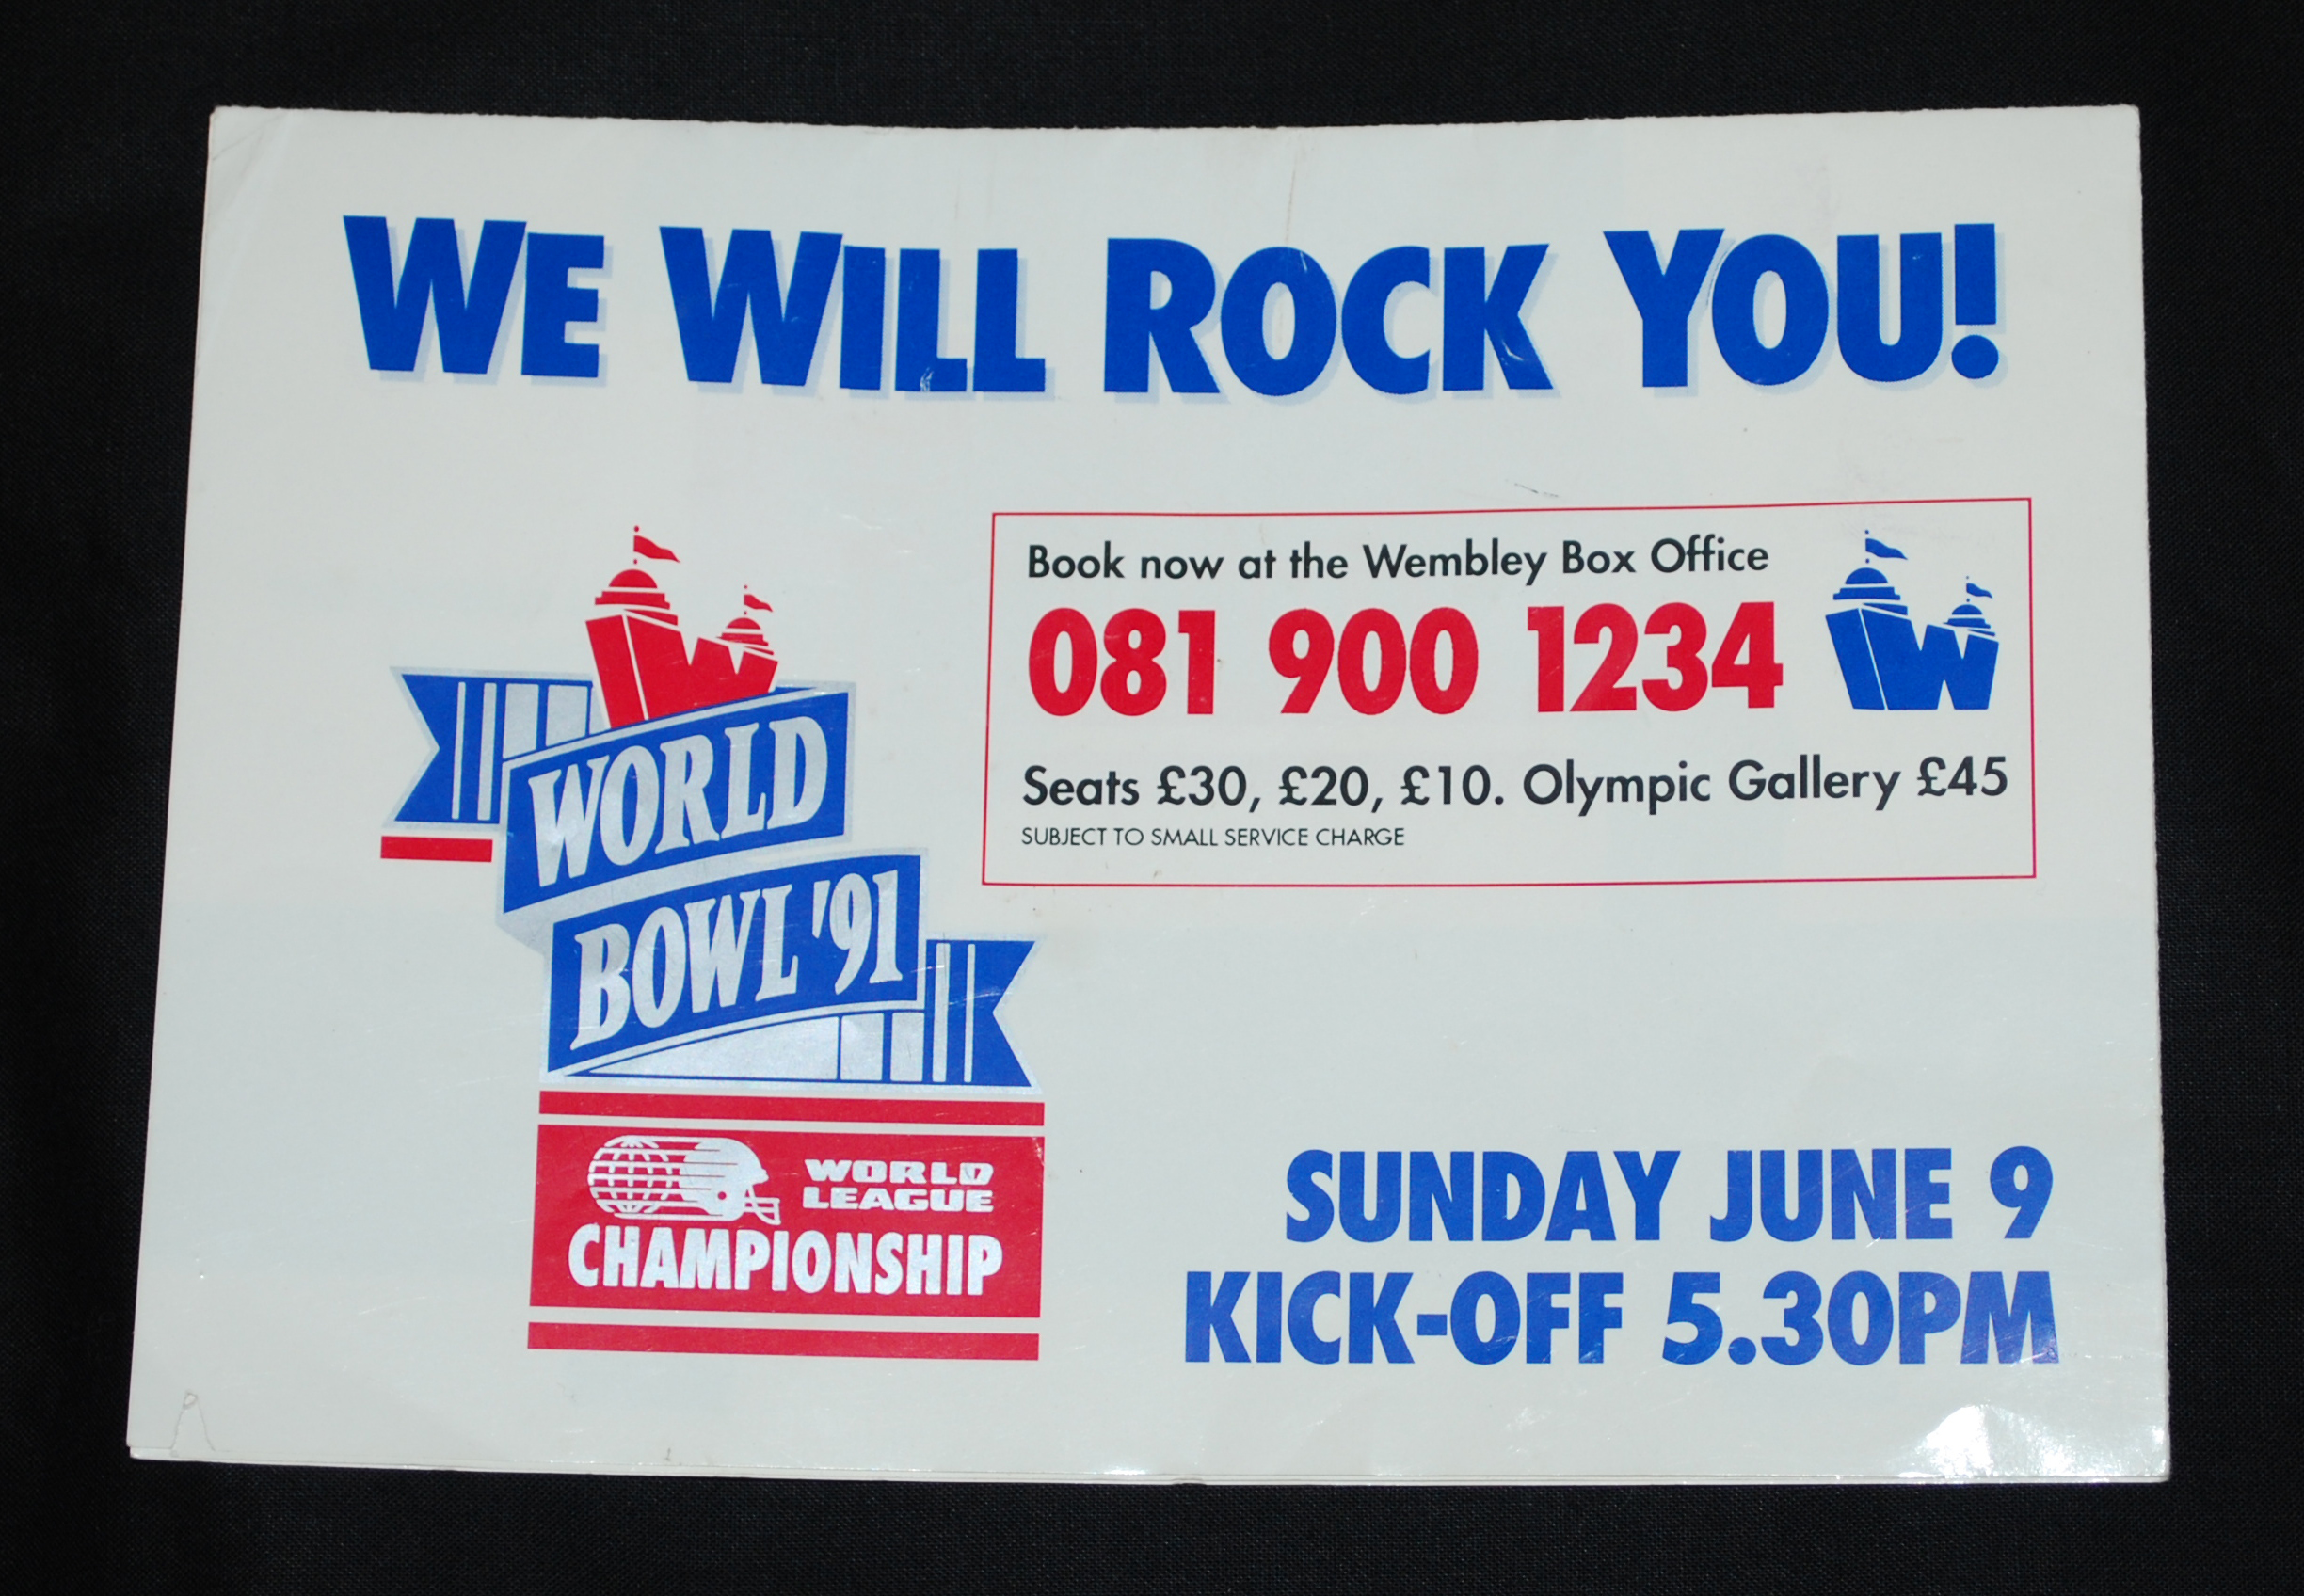 WE WILL ROCK YOU!
Book now at the Wembley Box Office
081 900 1234
W
Seats £30, £20, £10. Olympic Gallery £45
SUBJECT TO SMALL SERVICE CHARGE
W
WORLD
BOWL '91
WORLD
LEAGUE
CHAMPIONSHIP
SUNDAY JUNE 9
KICK-OFF 5.30PM